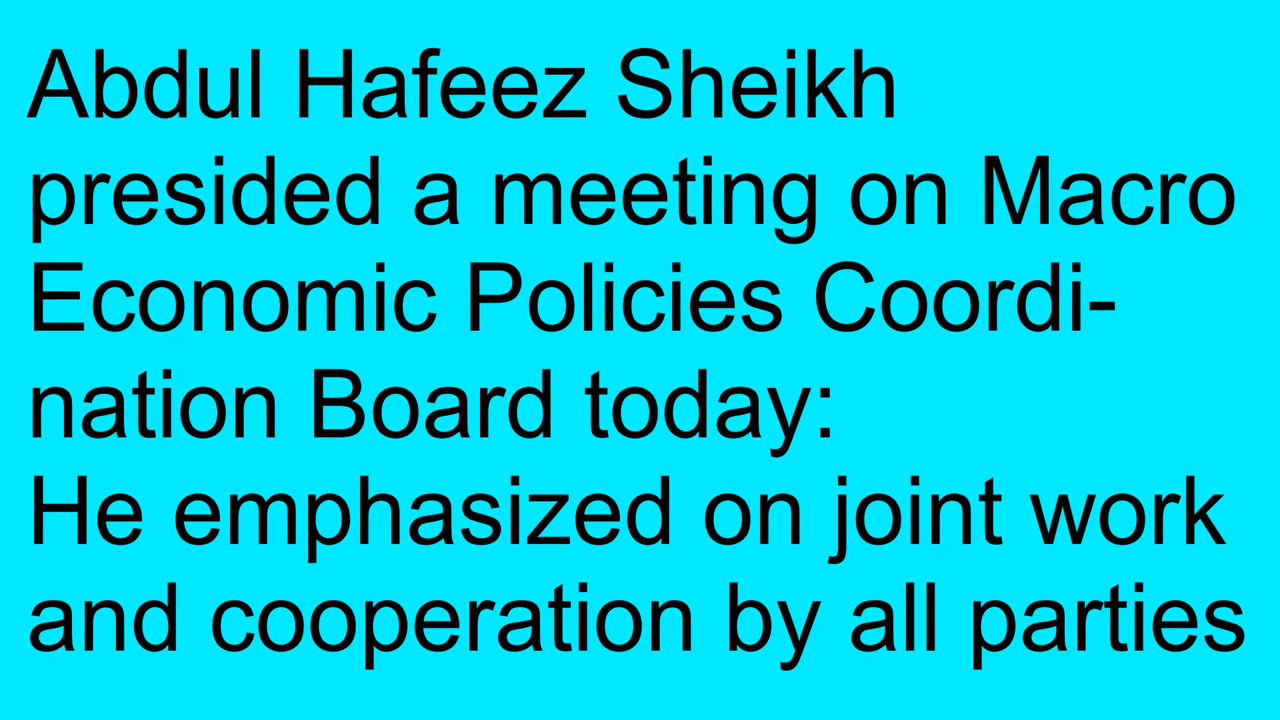 Abdul Hafeez Sheikh
presided a meeting on Macro
Economic Policies Coordi-
nation Board today:
He emphasized on joint work
and cooperation by all parties